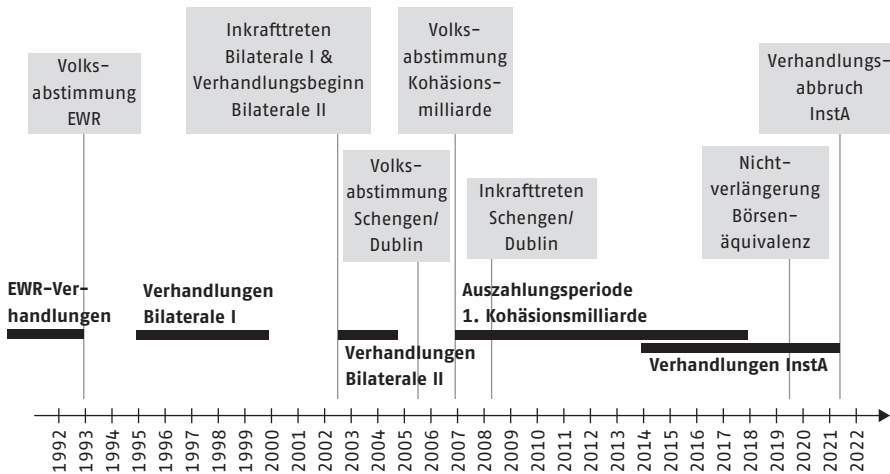 Volks-
abstimmung
EWR
Inkrafttreten
Bilaterale I &
Verhandlungsbeginn
Bilaterale II
Volks-
abstimmung
Kohäsions-
milliarde
Verhandlungs-
abbruch
InstA
Volks-
abstimmung
Schengen/
Dublin
Inkrafttreten
Schengen/
Dublin
Nicht-
verlängerung
Börsen-
äquivalenz
EWR-Ver-
handlungen
Verhandlungen
Bilaterale I
Verhandlungen
Bilaterale II
Auszahlungsperiode
1. Kohäsionsmilliarde
Verhandlungen InstA
1992
1993
1994
1995
1996
1997
1998
1999
2000
2001
2002
2003
2004
2005
2006
2007
2008
2009
2010
2011
2012
2013
2014
2015
2016
2017
2018
2019
2020
2021
2022